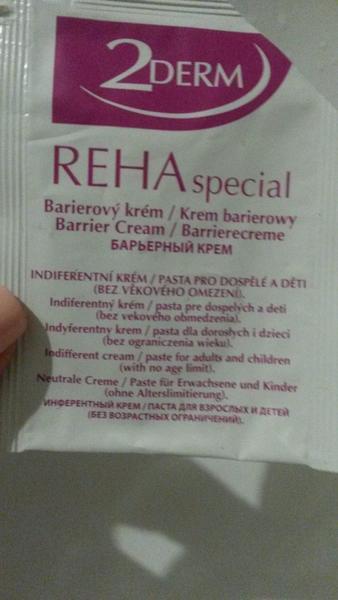 2DERM
REHA special
Barierový krém / Krem barierowy
Barrier Cream / Barrierecreme
БАРЬЕРНЫЙ КРЕМ
INDIFERENTNÍ KRÉM / PASTA PRO DOSPĚLÉ A DĚTI
(BEZ VĚKOVÉHO OMEZENÍ).
Indiferentný krém / pasta pre dospelých a deti
(bez vekového obmedzenia).
Indyferentny krem / pasta dla dorosłych i dzieci
(bez ograniczenia wieku).
Indifferent cream / paste for adults and children
(with no age limit).
Neutrale Creme / Paste für Erwachsene und Kinder
(ohne Alterslimitierung).
ИНФЕРЕНТНЫЙ КРЕМ / ПАСТА ДЛЯ ВЗРОСЛЫХ И ДЕТЕЙ
(БЕЗ ВОЗРАСТНЫХ ОГРАНИЧЕНИЙ).